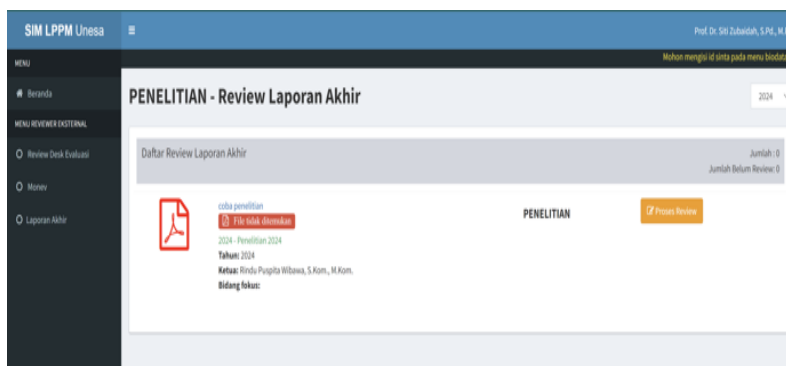 SIM LPPM Unesa
Prof. Dr. Siti Zubaidah, S.Pd., M.
MENU
Mohon mengisi id sinta pada menu biodata
Beranda
PENELITIAN - Review Laporan Akhir
2024
MENU REVIEWER EKSTERNAL
Review Desk Evaluasi
Daftar Review Laporan Akhir
Jumlah : 0
Jumlah Belum Review: 0
Monev
Laporan Akhir
coba penelitian
File tidak ditemukan
PENELITIAN
Proses Review
2024 - Penelitian 2024
Tahun: 2024
Ketua: Rindu Puspita Wibawa, S.Kom., M.Kom.
Bidang fokus: